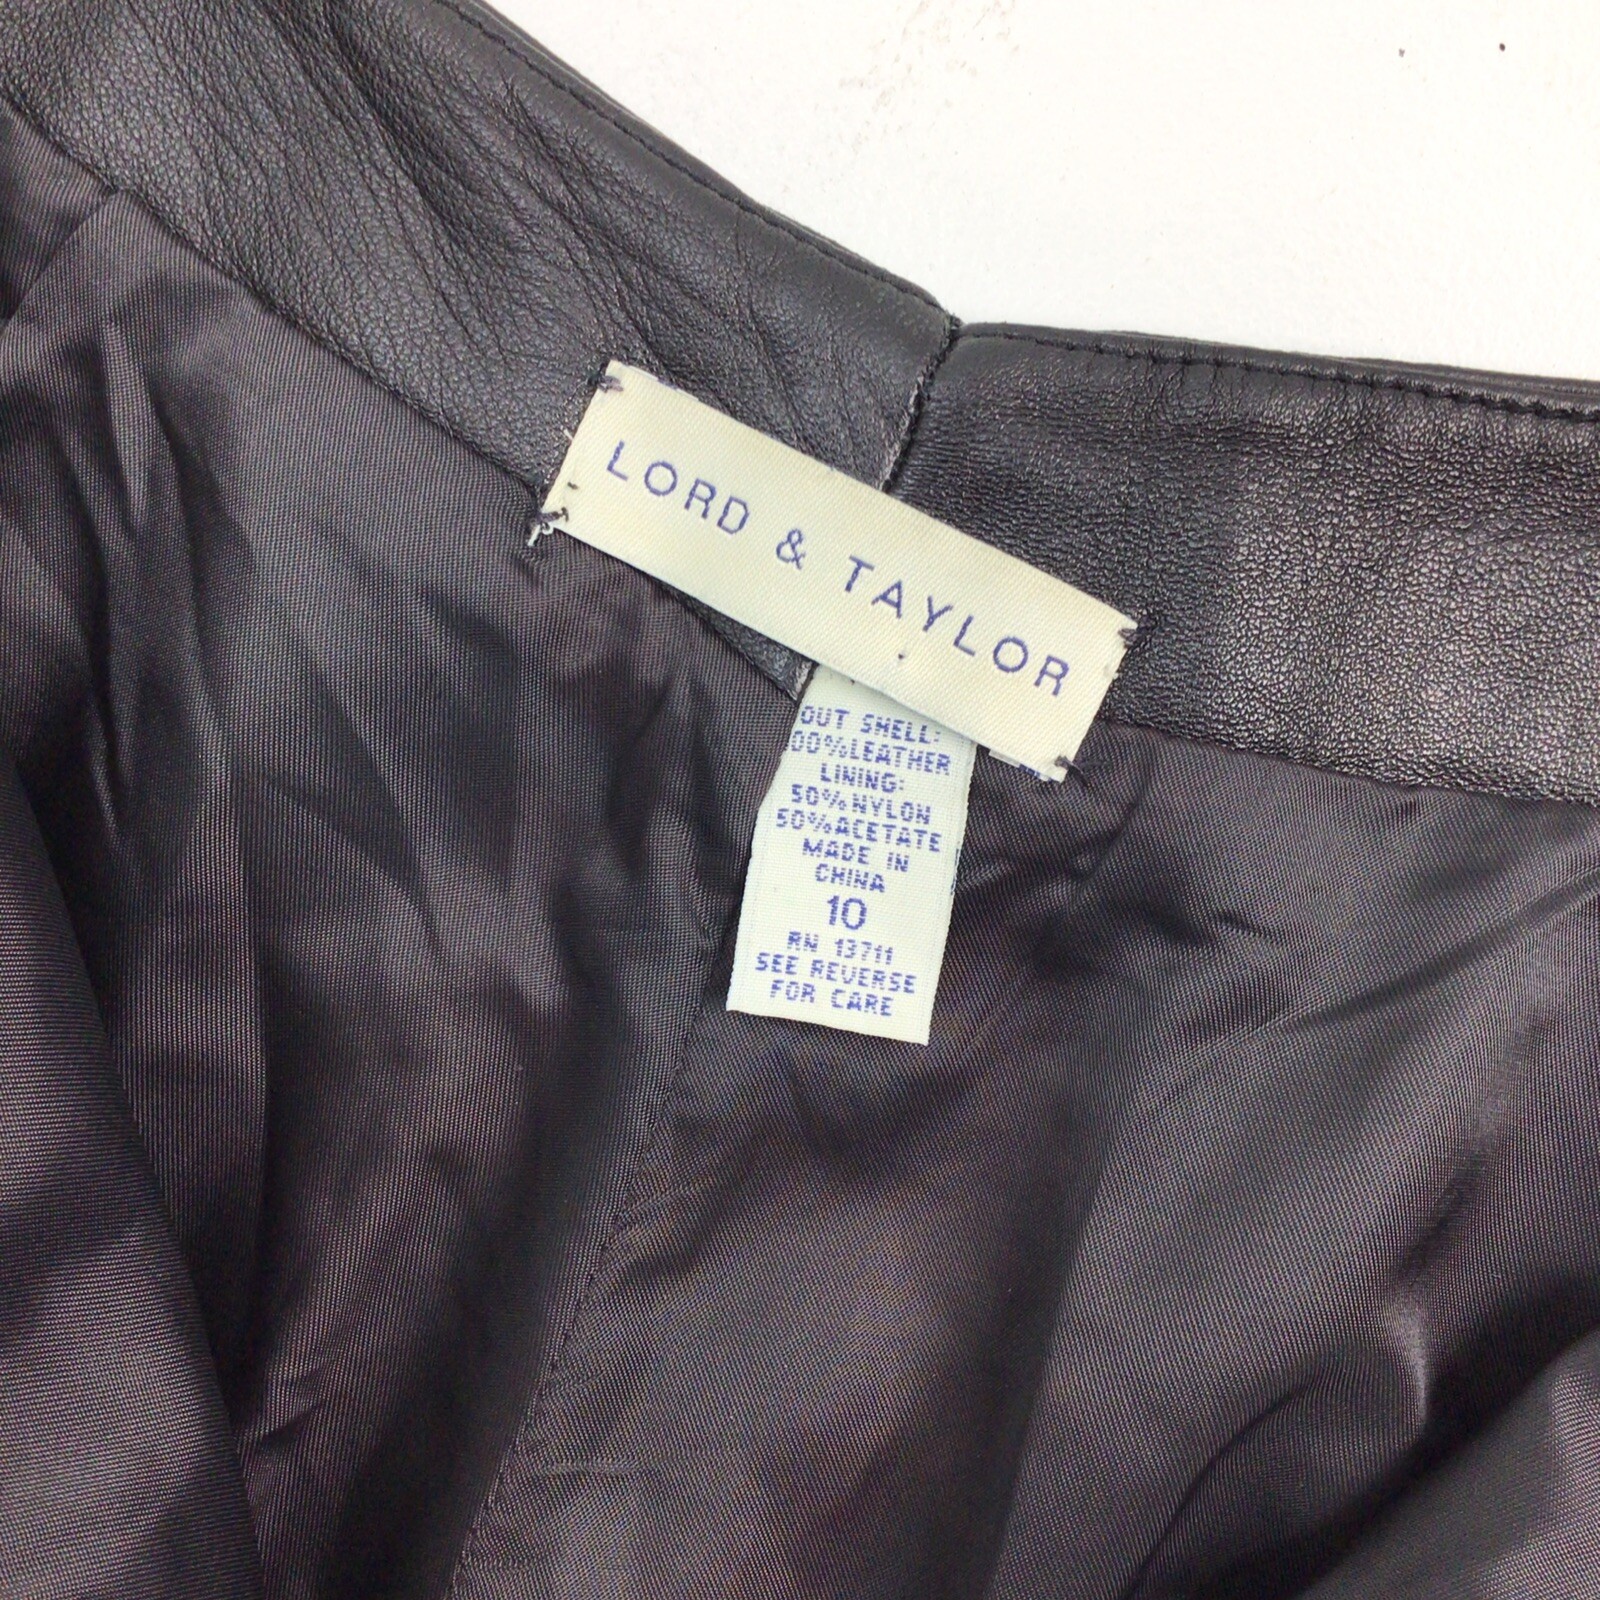 LORD & TAYLOR
OUT SHELL:
00%LEATHER
LINING:
50%NYLON
50%ACETATE
MADE IN
CHINA
10
RN 13711
SEE REVERSE
FOR CARE